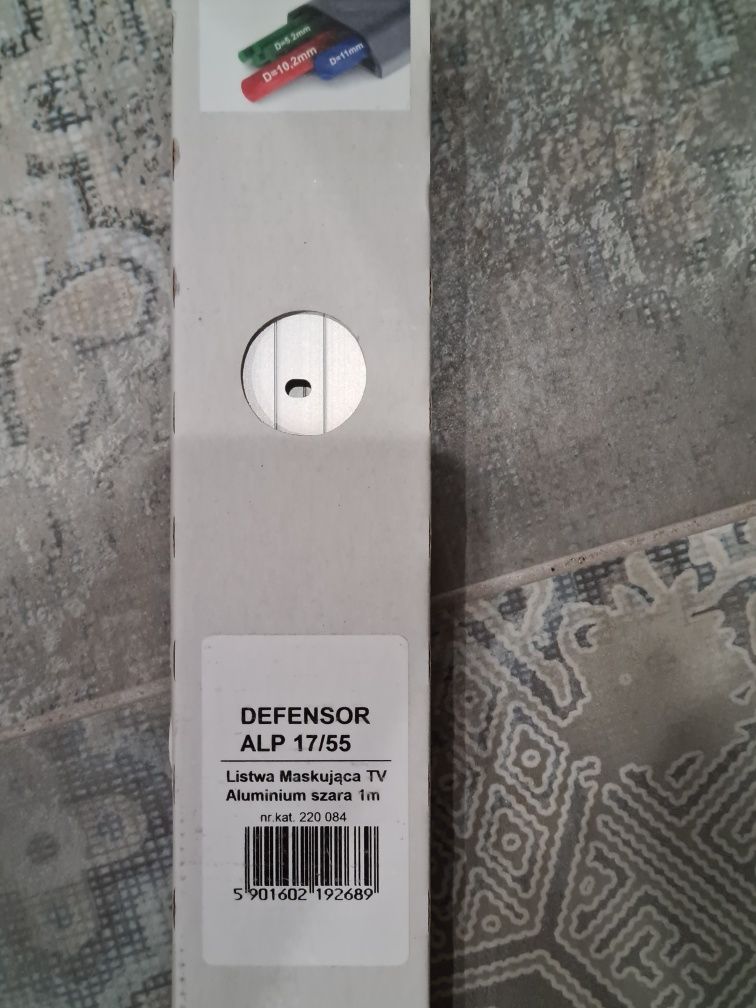 D=5.2mm
D=10,2mm
D=11mm
DEFENSOR
ALP 17/55
Listwa Maskująca TV
Aluminium szara 1m
nr.kat. 220 084
5 901602 192689